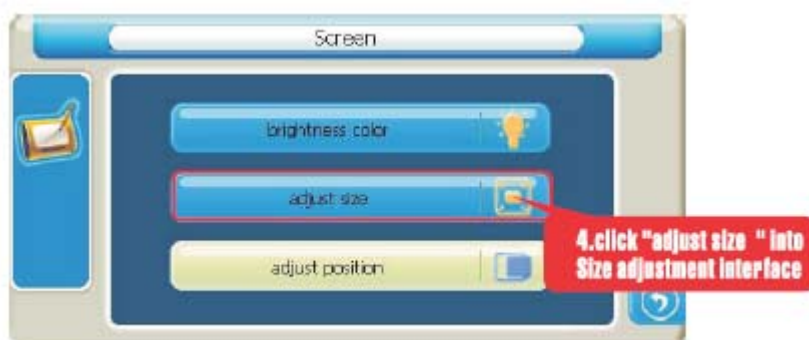 Screen
brightness color
adjust size
4.click "adjust size " into
Size adjustment interface
adjust position